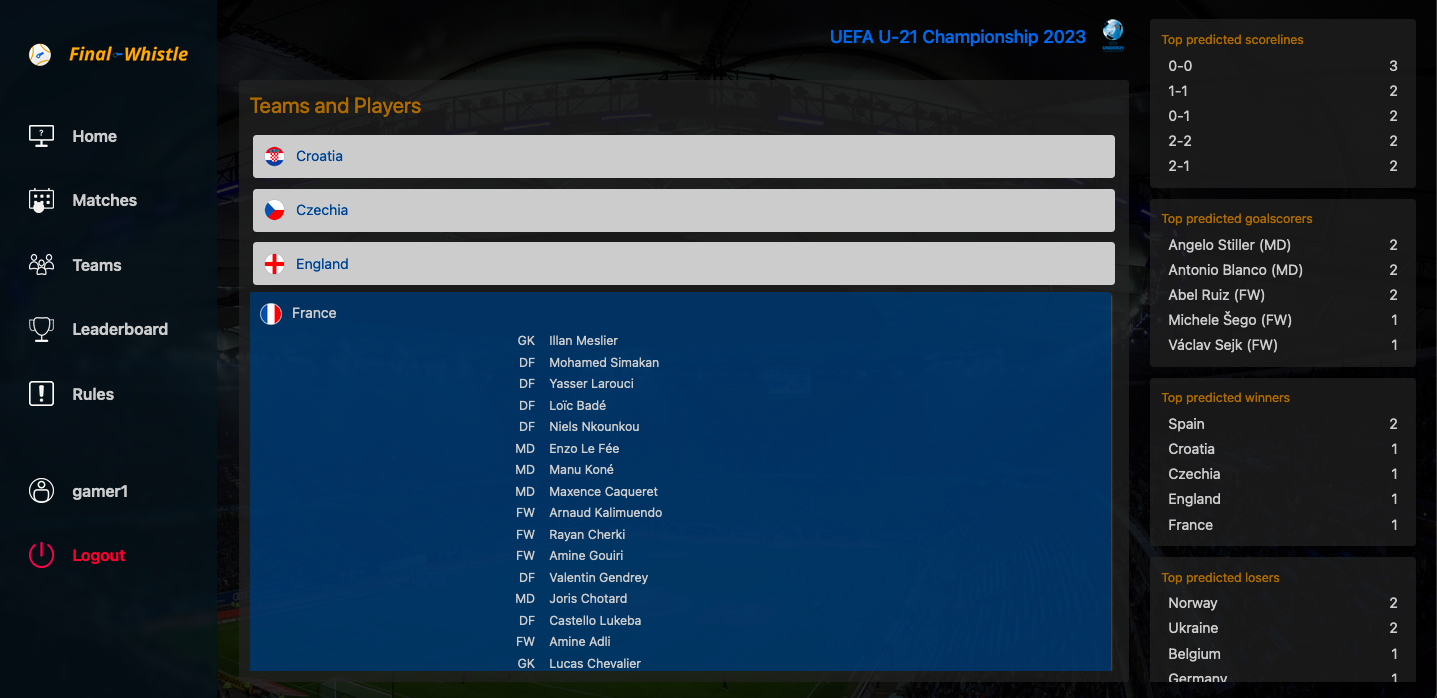 Final-Whistle
Home
Matches
Teams
Leaderboard
Rules
gamer1
Logout
UEFA U-21 Championship 2023
Teams and Players
Croatia
Czechia
England
France
GK Illan Meslier
DF Mohamed Simakan
DF Yasser Larouci
DF Loïc Badé
DF Niels Nkounkou
MD Enzo Le Fée
MD Manu Koné
MD Maxence Caqueret
FW Arnaud Kalimuendo
FW Rayan Cherki
FW Amine Gouiri
DF Valentin Gendrey
MD Joris Chotard
DF Castello Lukeba
FW Amine Adli
GK Lucas Chevalier
Top predicted scorelines
0-0 3
1-1 2
0-1 2
2-2 2
2-1 2
Top predicted goalscorers
Angelo Stiller (MD) 2
Antonio Blanco (MD) 2
Abel Ruiz (FW) 2
Michele Šego (FW) 1
Václav Sejk (FW) 1
Top predicted winners
Spain 2
Croatia 1
Czechia 1
England 1
France 1
Top predicted losers
Norway 2
Ukraine 2
Belgium 1
Germany 1